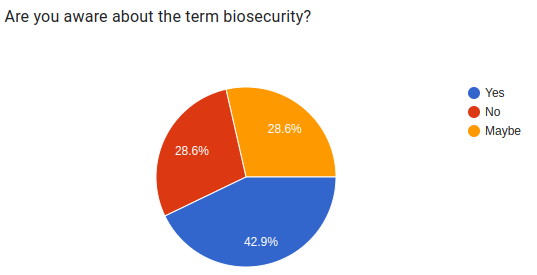 Are you aware about the term biosecurity?
Yes
No
Maybe
28.6%
28.6%
42.9%